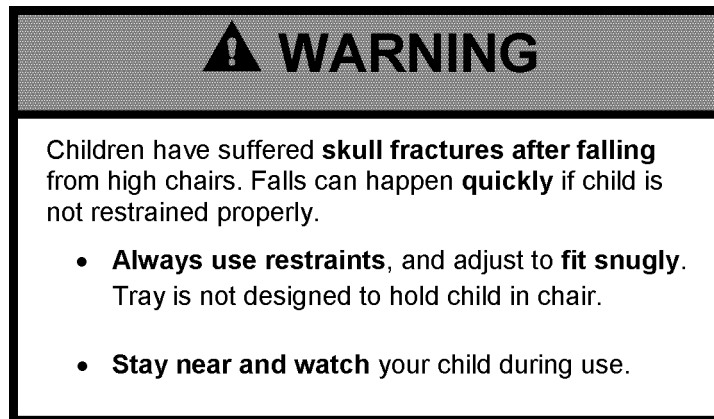 WARNING
Children have suffered skull fractures after falling
from high chairs. Falls can happen quickly if child is
not restrained properly.
• Always use restraints, and adjust to fit snugly.
Tray is not designed to hold child in chair.
• Stay near and watch your child during use.